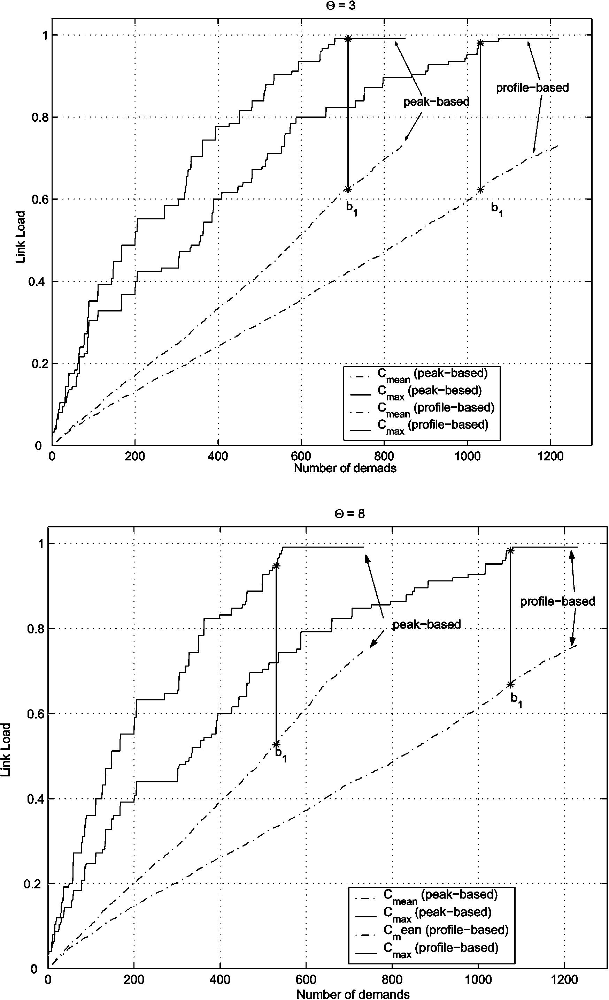 Θ = 3
1
0.8
0.6
0.4
0.2
0
Link Load
peak−based
profile−based
b1
b1
Cmean (peak−based)
Cmax (peak−besed)
Cmean (profile−based)
Cmax (profile−based)
0 200 400 600 800 1000 1200
Number of demads
Θ = 8
1
0.8
0.6
0.4
0.2
0
Link Load
profile−based
peak−based
b1
b1
Cmean (peak−based)
Cmax (peak−based)
Cmean (profile−based)
Cmax (profile−based)
0 200 400 600 800 1000 1200
Number of demands